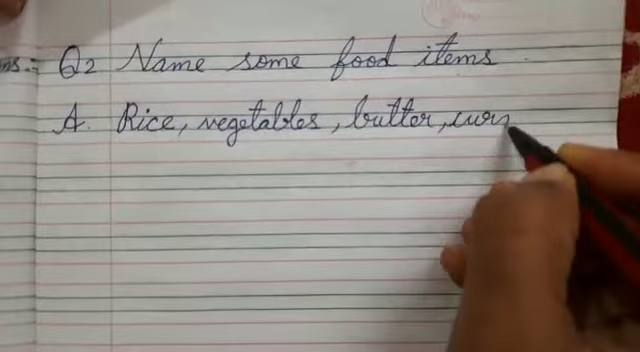 Q2 Name some food items
A. Rice, vegetables, butter,